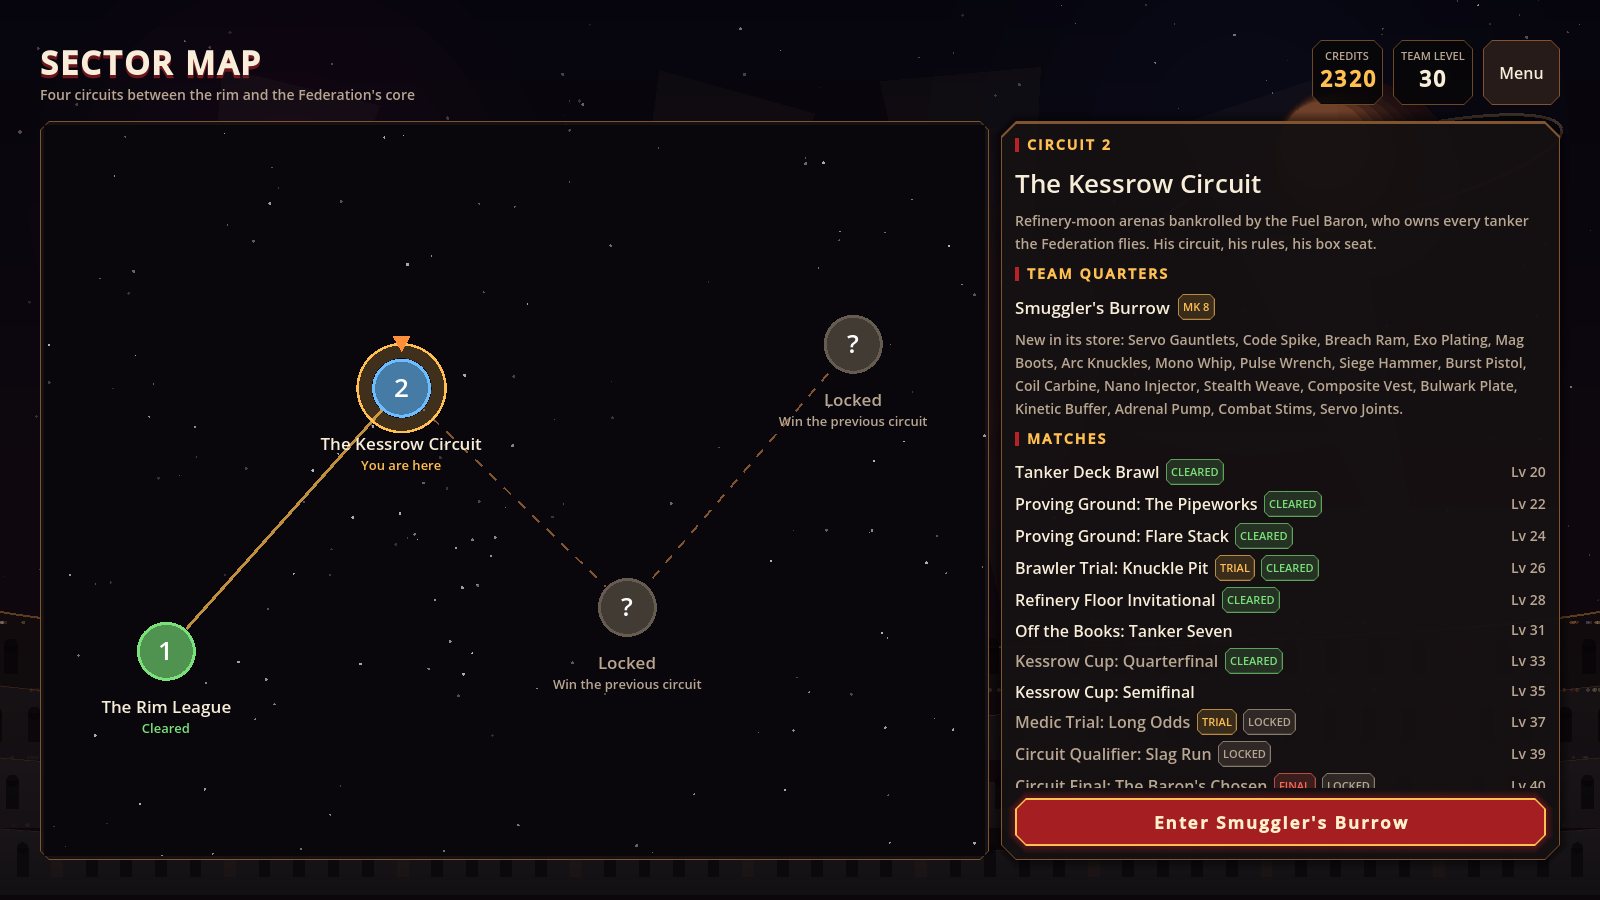 SECTOR MAP
Four circuits between the rim and the Federation's core
CREDITS
2320
TEAM LEVEL
30
Menu
?
Locked
Win the previous circuit
2
The Kessrow Circuit
You are here
?
Locked
Win the previous circuit
1
The Rim League
Cleared
CIRCUIT 2
The Kessrow Circuit
Refinery-moon arenas bankrolled by the Fuel Baron, who owns every tanker
the Federation flies. His circuit, his rules, his box seat.
TEAM QUARTERS
Smuggler's Burrow MK 8
New in its store: Servo Gauntlets, Code Spike, Breach Ram, Exo Plating, Mag
Boots, Arc Knuckles, Mono Whip, Pulse Wrench, Siege Hammer, Burst Pistol,
Coil Carbine, Nano Injector, Stealth Weave, Composite Vest, Bulwark Plate,
Kinetic Buffer, Adrenal Pump, Combat Stims, Servo Joints.
MATCHES
Tanker Deck Brawl CLEARED Lv 20
Proving Ground: The Pipeworks CLEARED Lv 22
Proving Ground: Flare Stack CLEARED Lv 24
Brawler Trial: Knuckle Pit TRIAL CLEARED Lv 26
Refinery Floor Invitational CLEARED Lv 28
Off the Books: Tanker Seven Lv 31
Kessrow Cup: Quarterfinal CLEARED Lv 33
Kessrow Cup: Semifinal Lv 35
Medic Trial: Long Odds TRIAL LOCKED Lv 37
Circuit Qualifier: Slag Run LOCKED Lv 39
Circuit Final: The Baron's Chosen FINAL LOCKED Lv 40
Enter Smuggler's Burrow